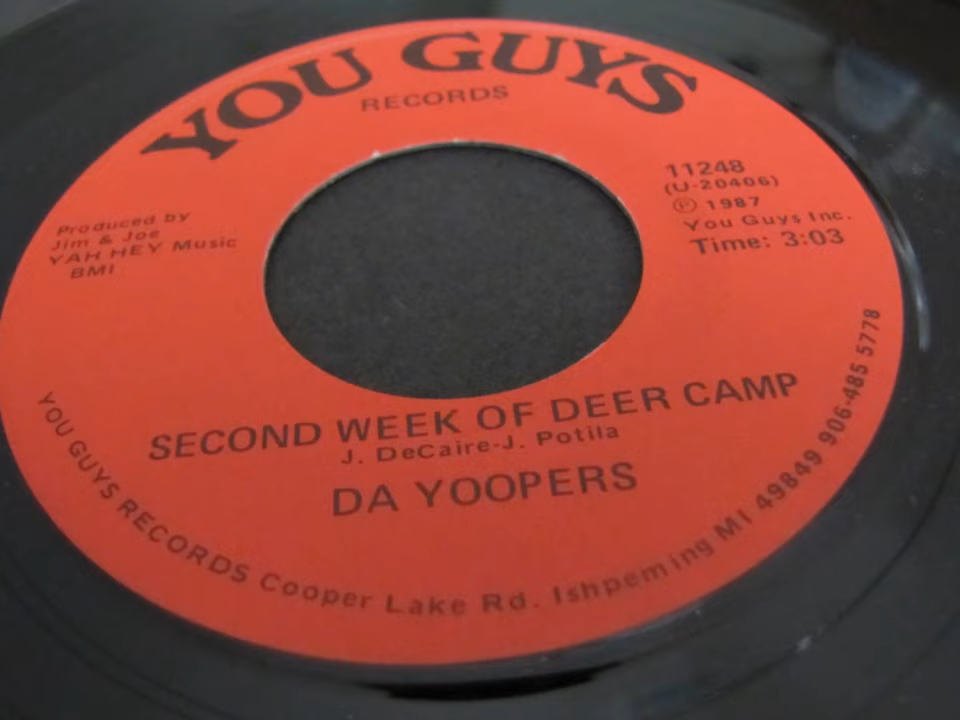 YOU GUYS
RECORDS
Produced by
Jim & Joe
YAH HEY Music
BMI
11248
(U-20406)
Ⓟ 1987
You Guys Inc.
Time: 3:03
SECOND WEEK OF DEER CAMP
J. DeCaire-J. Potila
DA YOOPERS
YOU GUYS RECORDS Cooper Lake Rd. Ishpeming MI 49849 906-485 5778